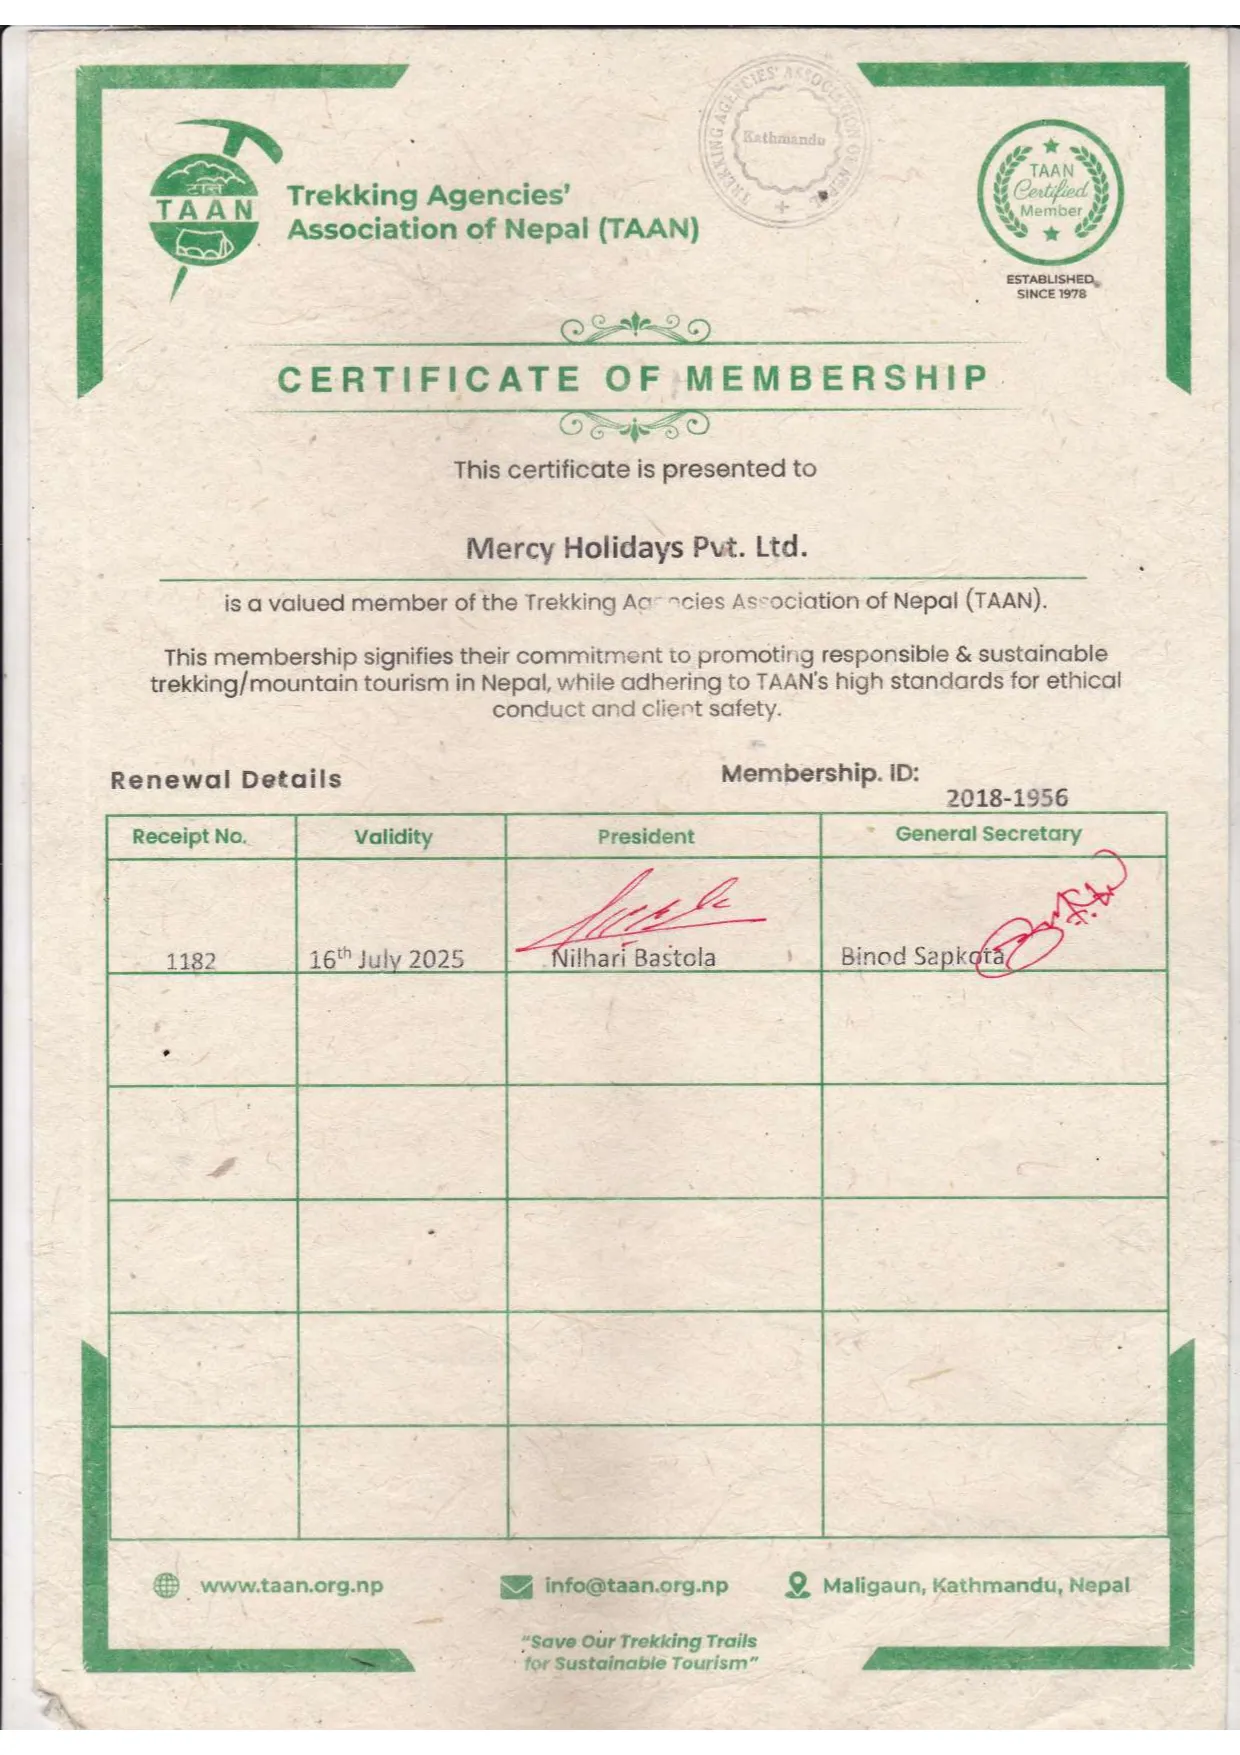 TREKKING AGENCIES' ASSOCIATION OF NEPAL
Kathmandu
टान
TAAN
Trekking Agencies'
Association of Nepal (TAAN)
TAAN
Certified
Member
ESTABLISHED
SINCE 1978
CERTIFICATE OF MEMBERSHIP
This certificate is presented to
Mercy Holidays Pvt. Ltd.
is a valued member of the Trekking Agencies Association of Nepal (TAAN).
This membership signifies their commitment to promoting responsible & sustainable
trekking/mountain tourism in Nepal, while adhering to TAAN's high standards for ethical
conduct and client safety.
Renewal Details
Membership. ID:
2018-1956
Receipt No. Validity President General Secretary
1182 16th July 2025 Nilhari Bastola Binod Sapkota
www.taan.org.np info@taan.org.np Maligaun, Kathmandu, Nepal
"Save Our Trekking Trails
for Sustainable Tourism"